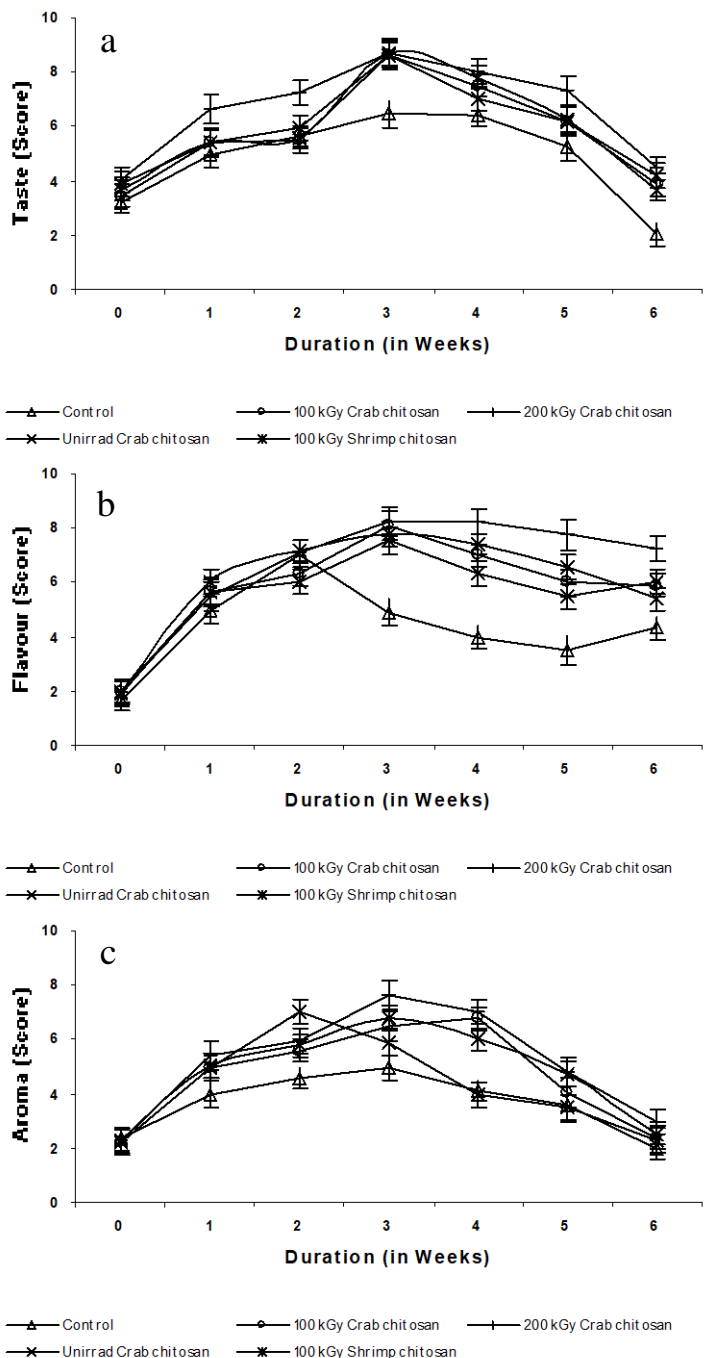 a
10
8
6
4
2
0
Taste (Score)
0 1 2 3 4 5 6
Duration (in Weeks)
Control 100 kGy Crab chitosan 200 kGy Crab chitosan
Unirrad Crab chitosan 100 kGy Shrimp chitosan
b
10
8
6
4
2
0
Flavour (Score)
0 1 2 3 4 5 6
Duration (in Weeks)
Control 100 kGy Crab chitosan 200 kGy Crab chitosan
Unirrad Crab chitosan 100 kGy Shrimp chitosan
c
10
8
6
4
2
0
Aroma (Score)
0 1 2 3 4 5 6
Duration (in Weeks)
Control 100 kGy Crab chitosan 200 kGy Crab chitosan
Unirrad Crab chitosan 100 kGy Shrimp chitosan